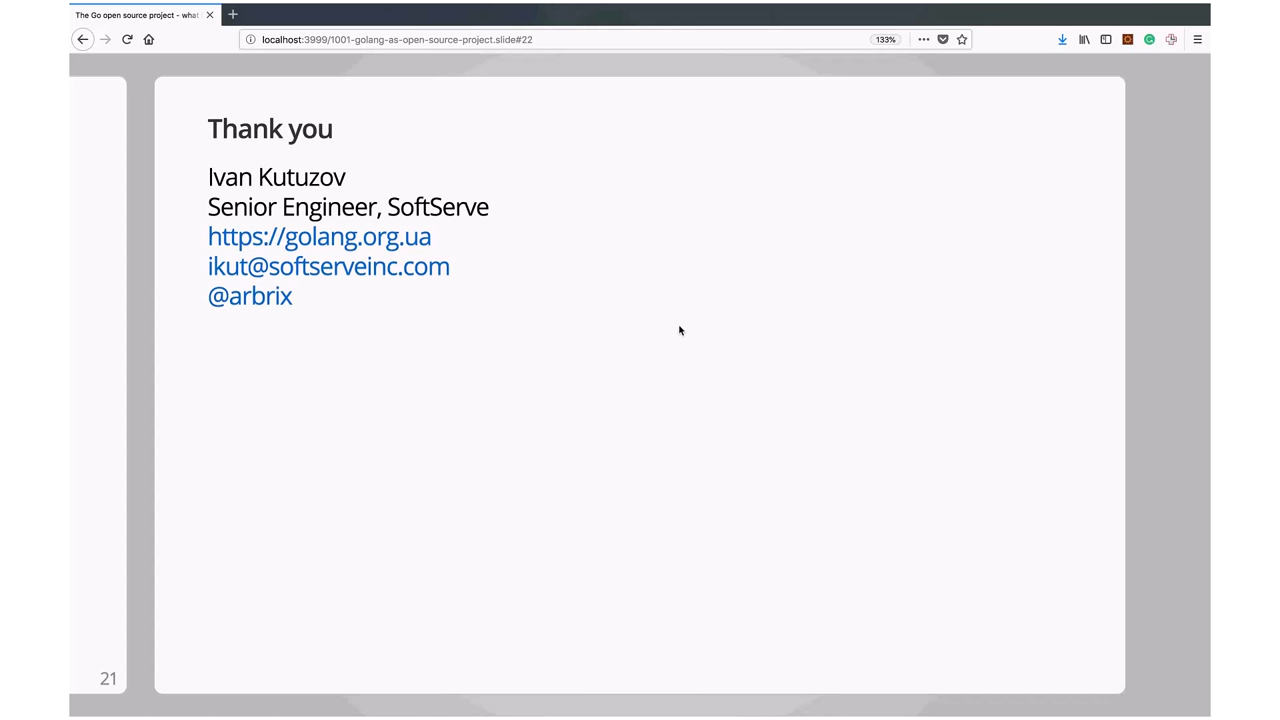 The Go open source project - what
localhost:3999/1001-golang-as-open-source-project.slide#22
133%
Thank you
Ivan Kutuzov
Senior Engineer, SoftServe
https://golang.org.ua
ikut@softserveinc.com
@arbrix
21